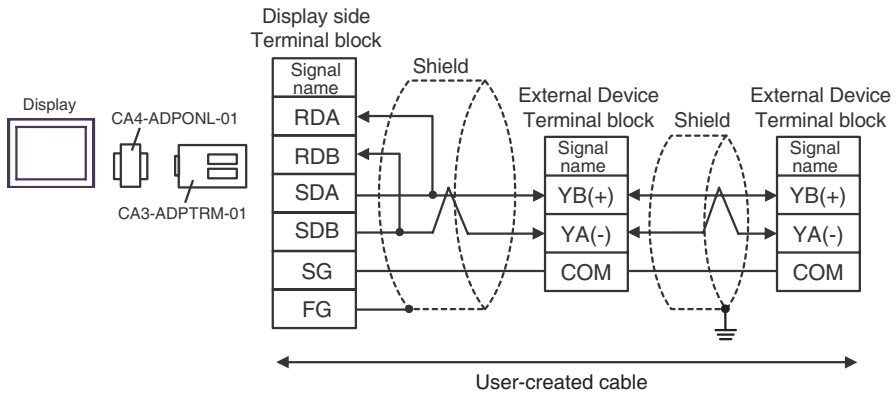 Display side
Terminal block
Signal
name
RDA
RDB
SDA
SDB
SG
FG
Shield
Display
CA4-ADPONL-01
CA3-ADPTRM-01
External Device
Terminal block
Signal
name
YB(+)
YA(-)
COM
Shield
External Device
Terminal block
Signal
name
YB(+)
YA(-)
COM
User-created cable